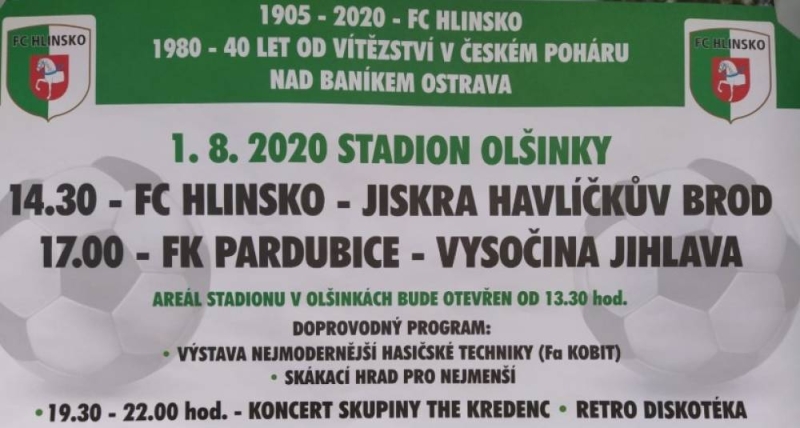 1905 - 2020 - FC HLINSKO
1980 - 40 LET OD VÍTĚZSTVÍ V ČESKÉM POHÁRU
NAD BANÍKEM OSTRAVA
FC HLINSKO
FC HLINSKO
1. 8. 2020 STADION OLŠINKY
14.30 - FC HLINSKO - JISKRA HAVLÍČKŮV BROD
17.00 - FK PARDUBICE - VYSOČINA JIHLAVA
AREÁL STADIONU V OLŠINKÁCH BUDE OTEVŘEN OD 13.30 hod.
DOPROVODNÝ PROGRAM:
• VÝSTAVA NEJMODERNĚJŠÍ HASIČSKÉ TECHNIKY (Fa KOBIT)
• SKÁKACÍ HRAD PRO NEJMENŠÍ
• 19.30 - 22.00 hod. - KONCERT SKUPINY THE KREDENC • RETRO DISKOTÉKA